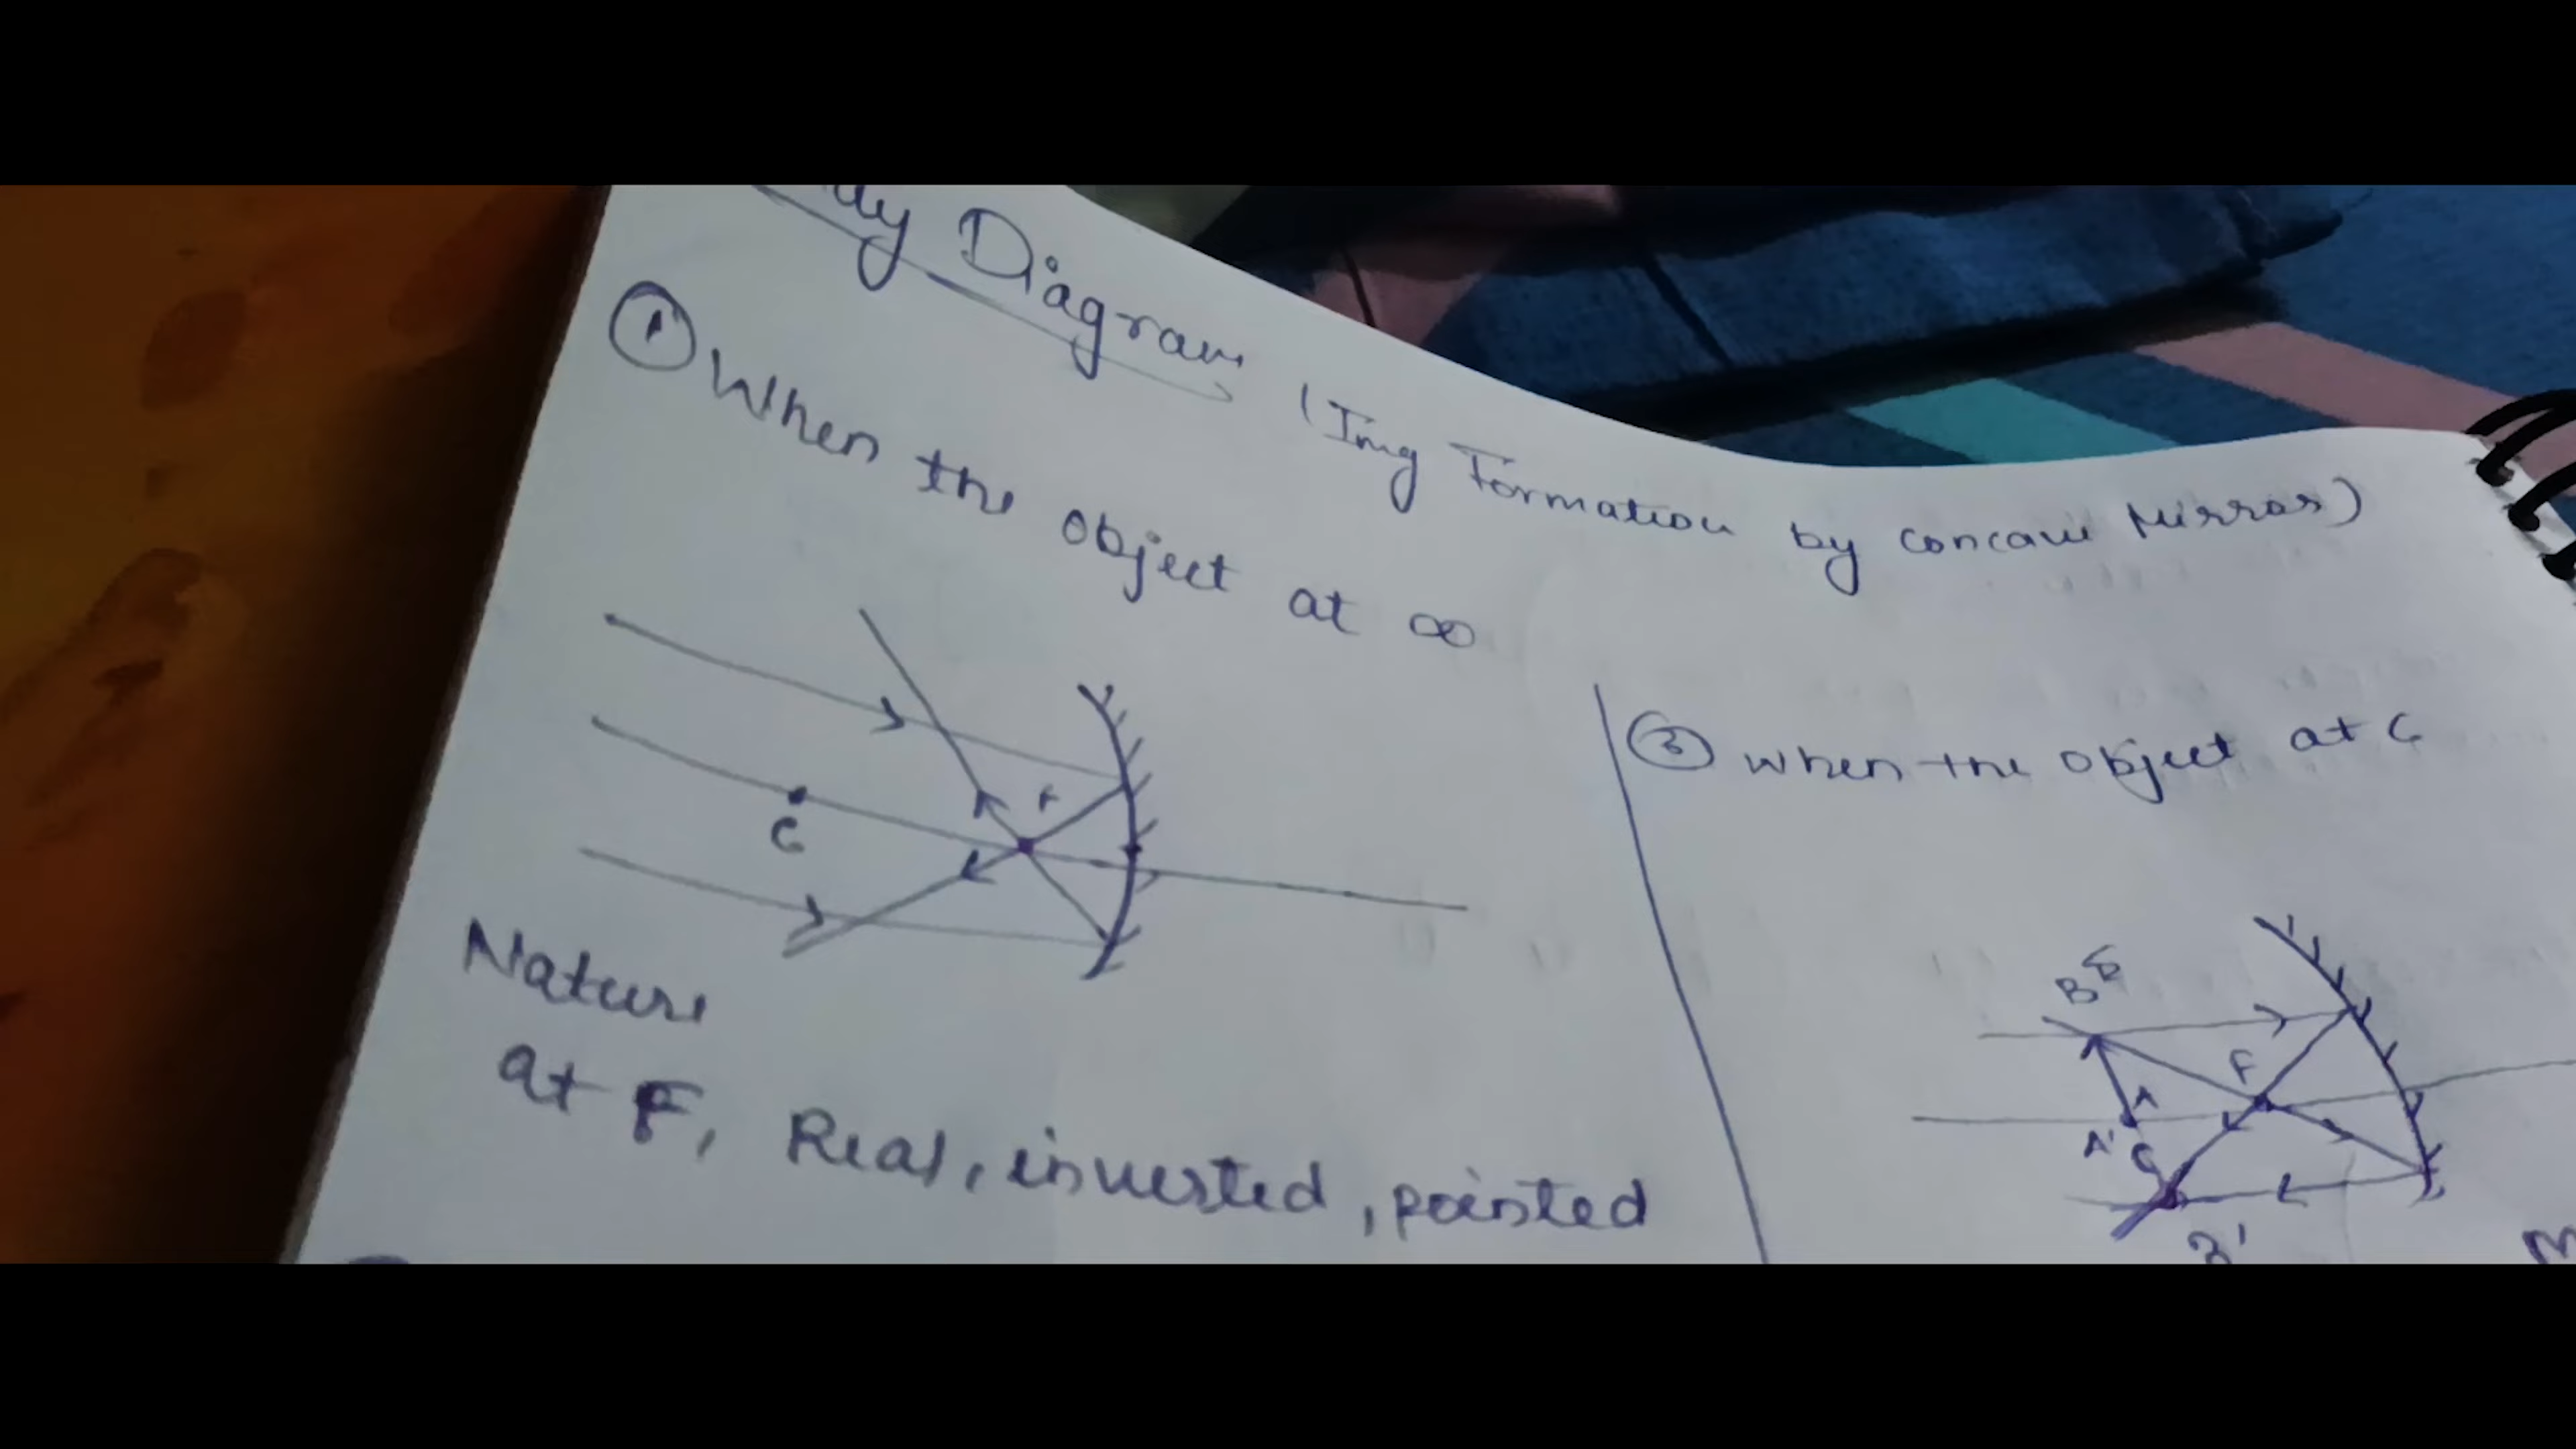 Diagram (Img Formation by concave Mirror)
① When the object at ∞
C
F
Nature
at F, Real, inverted, pointed
③ when the object at C
B
F
A
A' C
B'